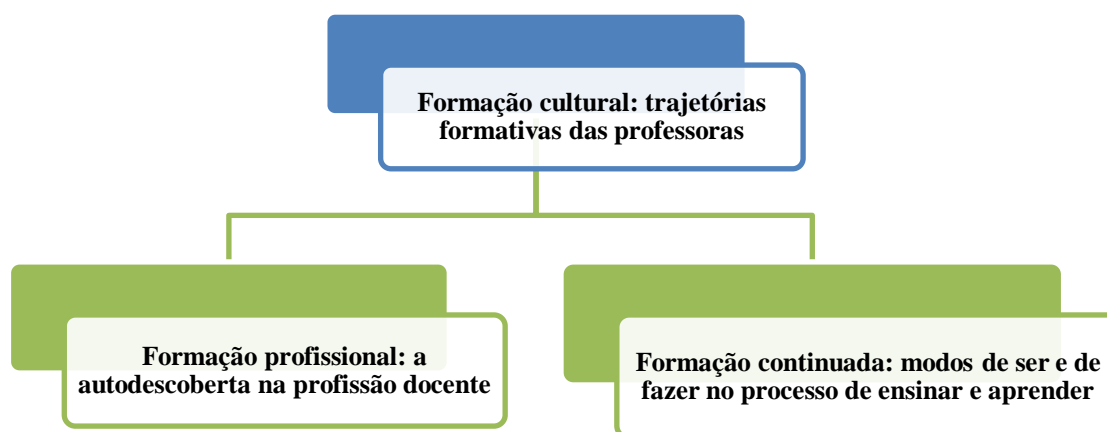 Formação cultural: trajetórias
formativas das professoras
Formação profissional: a
autodescoberta na profissão docente
Formação continuada: modos de ser e de
fazer no processo de ensinar e aprender